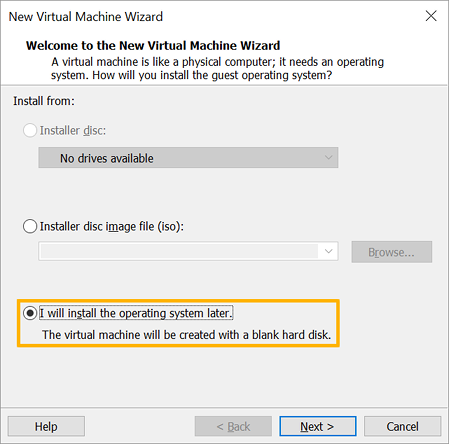 New Virtual Machine Wizard
Welcome to the New Virtual Machine Wizard
A virtual machine is like a physical computer; it needs an operating
system. How will you install the guest operating system?
Install from:
Installer disc:
No drives available
Installer disc image file (iso):
Browse...
I will install the operating system later.
The virtual machine will be created with a blank hard disk.
Help
< Back
Next >
Cancel